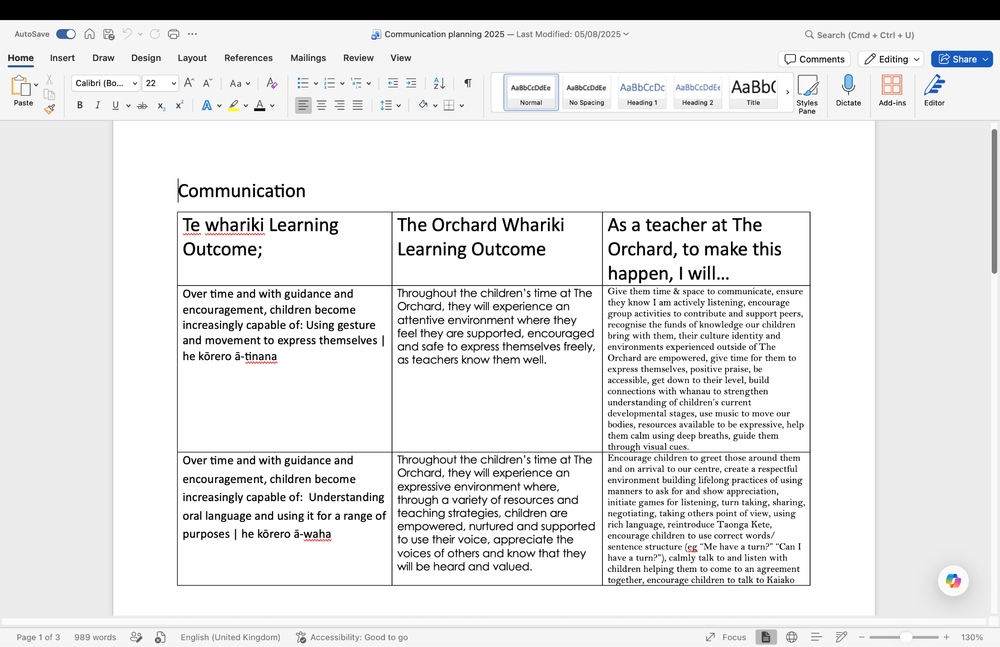 AutoSave
Communication planning 2025 — Last Modified: 05/08/2025
Search (Cmd + Ctrl + U)
Home Insert Draw Design Layout References Mailings Review View
Comments Editing Share
Paste
Calibri (Bo... 22
AaBbCcDdEe AaBbCcDdEe AaBbCcDc AaBbCcDdEe AaBb(
Normal No Spacing Heading 1 Heading 2 Title
Styles Pane
Dictate
Add-ins
Editor
Communication
Te whariki Learning
Outcome;
The Orchard Whariki
Learning Outcome
As a teacher at The
Orchard, to make this
happen, I will...
Over time and with guidance and
encouragement, children become
increasingly capable of: Using gesture
and movement to express themselves |
he kōrero ā-tinana
Throughout the children's time at The
Orchard, they will experience an
attentive environment where they
feel they are supported, encouraged
and safe to express themselves freely,
as teachers know them well.
Give them time & space to communicate, ensure
they know I am actively listening, encourage
group activities to contribute and support peers,
recognise the funds of knowledge our children
bring with them, their culture identity and
environments experienced outside of The
Orchard are empowered, give time for them to
express themselves, positive praise, be
accessible, get down to their level, build
connections with whanau to strengthen
understanding of children's current
developmental stages, use music to move our
bodies, resources available to be expressive, help
them calm using deep breaths, guide them
through visual cues.
Over time and with guidance and
encouragement, children become
increasingly capable of:  Understanding
oral language and using it for a range of
purposes | he kōrero ā-waha
Throughout the children's time at The
Orchard, they will experience an
expressive environment where,
through a variety of resources and
teaching strategies, children are
empowered, nurtured and supported
to use their voice, appreciate the
voices of others and know that they
will be heard and valued.
Encourage children to greet those around them
and on arrival to our centre, create a respectful
environment building lifelong practices of using
manners to ask for and show appreciation,
initiate games for listening, turn taking, sharing,
negotiating, taking others point of view, using
rich language, reintroduce Taonga Kete,
encourage children to use correct words/
sentence structure (eg “Me have a turn?” “Can I
have a turn?”), calmly talk to and listen with
children helping them to come to an agreement
together, encourage children to talk to Kaiako
Page 1 of 3 989 words English (United Kingdom) Accessibility: Good to go Focus 130%